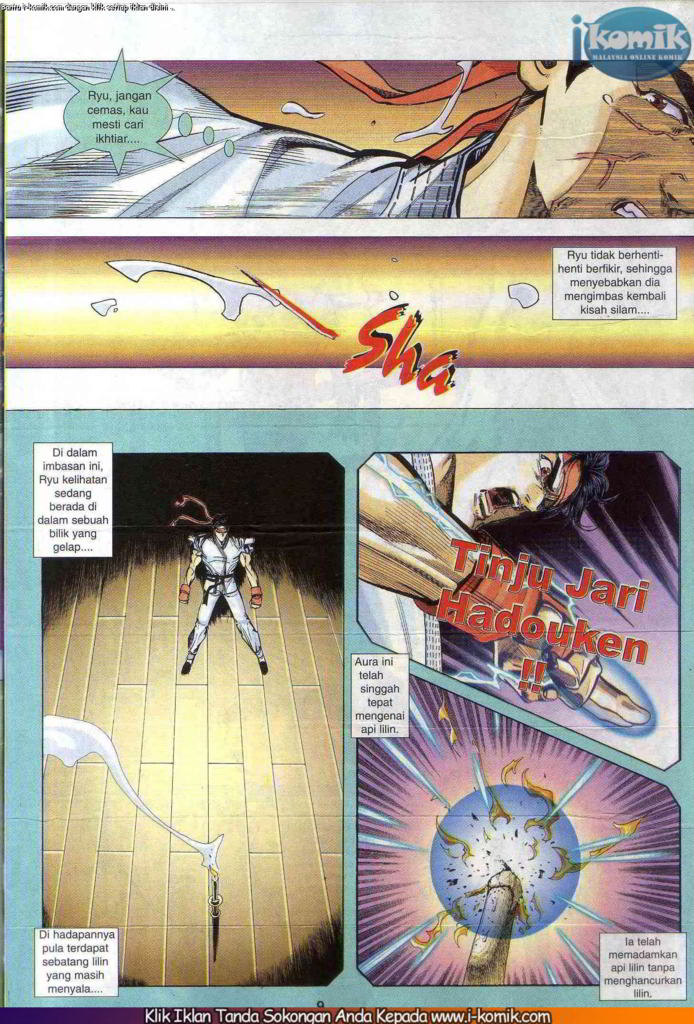 ikomik
MALAYSIA ONLINE KOMIK
Ryu, jangan
cemas, kau
mesti cari
ikhtiar....
Ryu tidak berhenti-
henti berfikir, sehingga
menyebabkan dia
mengimbas kembali
kisah silam....
Sha
Di dalam
imbasan ini,
Ryu kelihatan
sedang
berada di
dalam sebuah
bilik yang
gelap....
Tinju Jari
Hadouken
!!
Aura ini
telah
singgah
tepat
mengenai
api lilin.
Di hadapannya
pula terdapat
sebatang lilin
yang masih
menyala....
Ia telah
memadamkan
api lilin tanpa
menghancurkan
lilin.
9
Klik Iklan Tanda Sokongan Anda Kepada www.i-komik.com